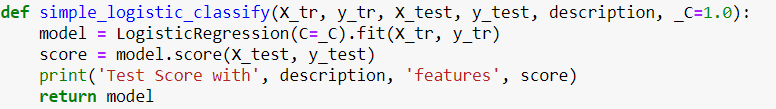 def simple_logistic_classify(X_tr, y_tr, X_test, y_test, description, _C=1.0):
    model = LogisticRegression(C=_C).fit(X_tr, y_tr)
    score = model.score(X_test, y_test)
    print('Test Score with', description, 'features', score)
    return model